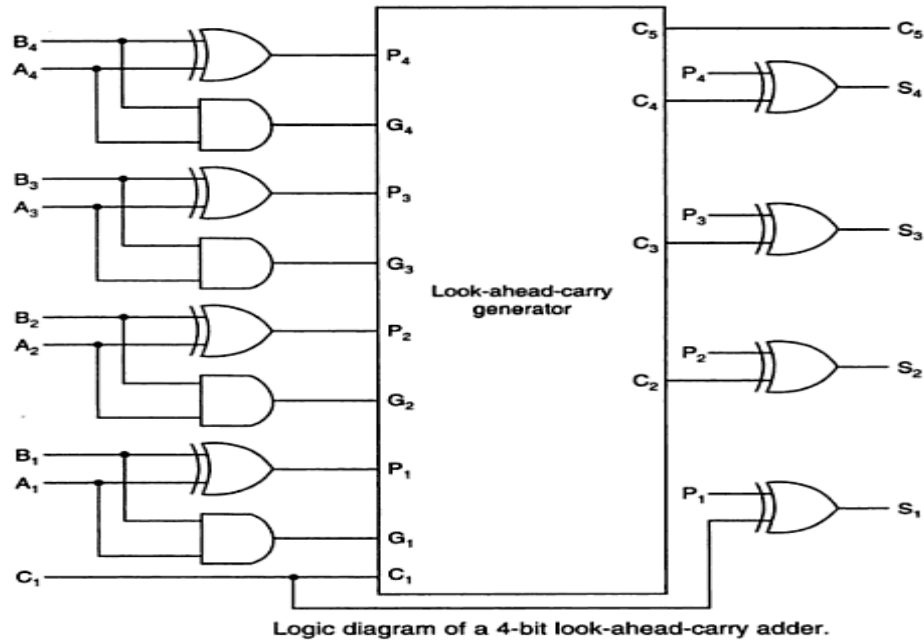 B₄
A₄
P₄
G₄
B₃
A₃
P₃
G₃
B₂
A₂
P₂
G₂
B₁
A₁
P₁
G₁
C₁
C₁
Look-ahead-carry
generator
C₅
C₅
P₄
C₄
S₄
P₃
C₃
S₃
P₂
C₂
S₂
P₁
S₁
Logic diagram of a 4-bit look-ahead-carry adder.